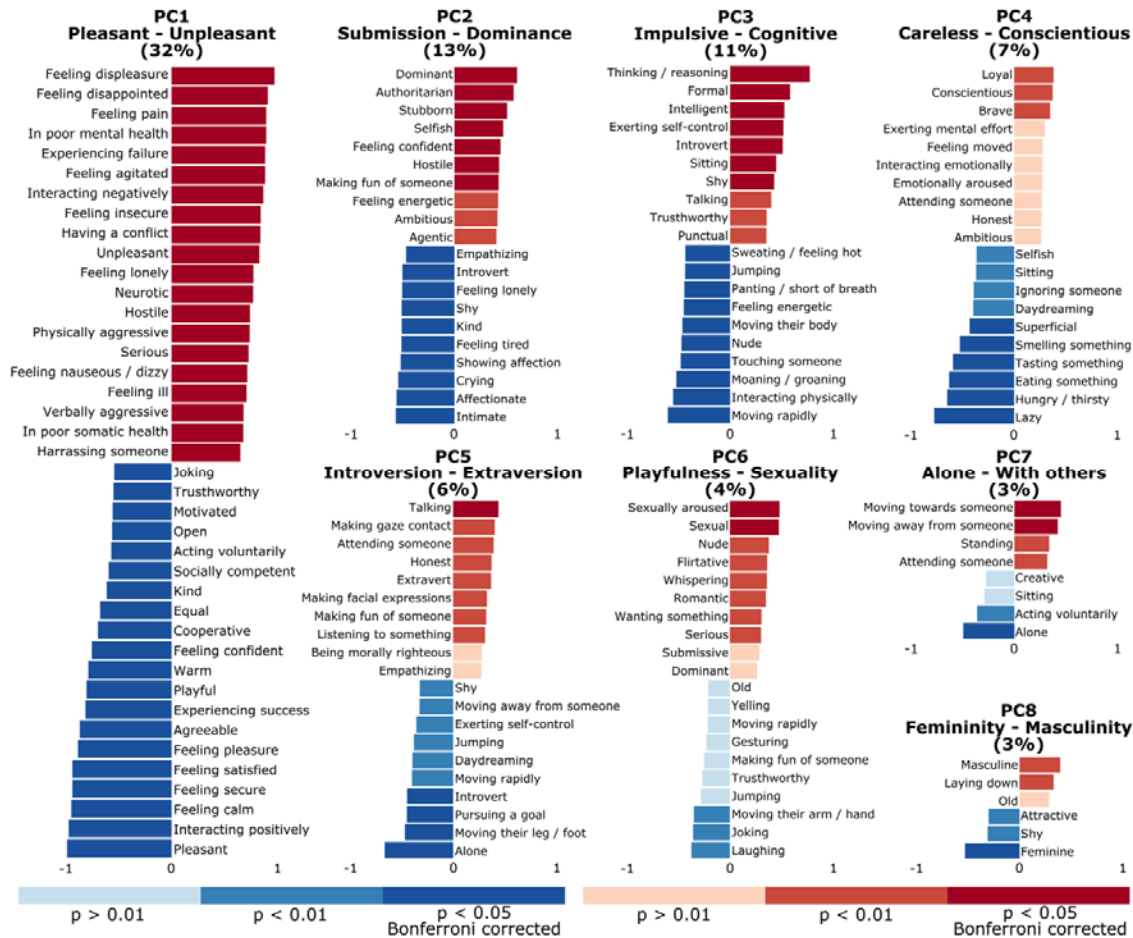 PC1
Pleasant - Unpleasant
(32%)
Feeling displeasure
Feeling disappointed
Feeling pain
In poor mental health
Experiencing failure
Feeling agitated
Interacting negatively
Feeling insecure
Having a conflict
Unpleasant
Feeling lonely
Neurotic
Hostile
Physically aggressive
Serious
Feeling nauseous / dizzy
Feeling ill
Verbally aggressive
In poor somatic health
Harrassing someone
Joking
Trusthworthy
Motivated
Open
Acting voluntarily
Socially competent
Kind
Equal
Cooperative
Feeling confident
Warm
Playful
Experiencing success
Agreeable
Feeling pleasure
Feeling satisfied
Feeling secure
Feeling calm
Interacting positively
Pleasant
-1 0 1
PC2
Submission - Dominance
(13%)
Dominant
Authoritarian
Stubborn
Selfish
Feeling confident
Hostile
Making fun of someone
Feeling energetic
Ambitious
Agentic
Empathizing
Introvert
Feeling lonely
Shy
Kind
Feeling tired
Showing affection
Crying
Affectionate
Intimate
-1 0 1
PC3
Impulsive - Cognitive
(11%)
Thinking / reasoning
Formal
Intelligent
Exerting self-control
Introvert
Sitting
Shy
Talking
Trusthworthy
Punctual
Sweating / feeling hot
Jumping
Panting / short of breath
Feeling energetic
Moving their body
Nude
Touching someone
Moaning / groaning
Interacting physically
Moving rapidly
-1 0 1
PC4
Careless - Conscientious
(7%)
Loyal
Conscientious
Brave
Exerting mental effort
Feeling moved
Interacting emotionally
Emotionally aroused
Attending someone
Honest
Ambitious
Selfish
Sitting
Ignoring someone
Daydreaming
Superficial
Smelling something
Tasting something
Eating something
Hungry / thirsty
Lazy
-1 0 1
PC5
Introversion - Extraversion
(6%)
Talking
Making gaze contact
Attending someone
Honest
Extravert
Making facial expressions
Making fun of someone
Listening to something
Being morally righteous
Empathizing
Shy
Moving away from someone
Exerting self-control
Jumping
Daydreaming
Moving rapidly
Introvert
Pursuing a goal
Moving their leg / foot
Alone
-1 0 1
PC6
Playfulness - Sexuality
(4%)
Sexually aroused
Sexual
Nude
Flirtative
Whispering
Romantic
Wanting something
Serious
Submissive
Dominant
Old
Yelling
Moving rapidly
Gesturing
Making fun of someone
Trusthworthy
Jumping
Moving their arm / hand
Joking
Laughing
-1 0 1
PC7
Alone - With others
(3%)
Moving towards someone
Moving away from someone
Standing
Attending someone
Creative
Sitting
Acting voluntarily
Alone
-1 0 1
PC8
Femininity - Masculinity
(3%)
Masculine
Laying down
Old
Attractive
Shy
Feminine
-1 0 1
p > 0.01
p < 0.01
p < 0.05
Bonferroni corrected
p > 0.01
p < 0.01
p < 0.05
Bonferroni corrected